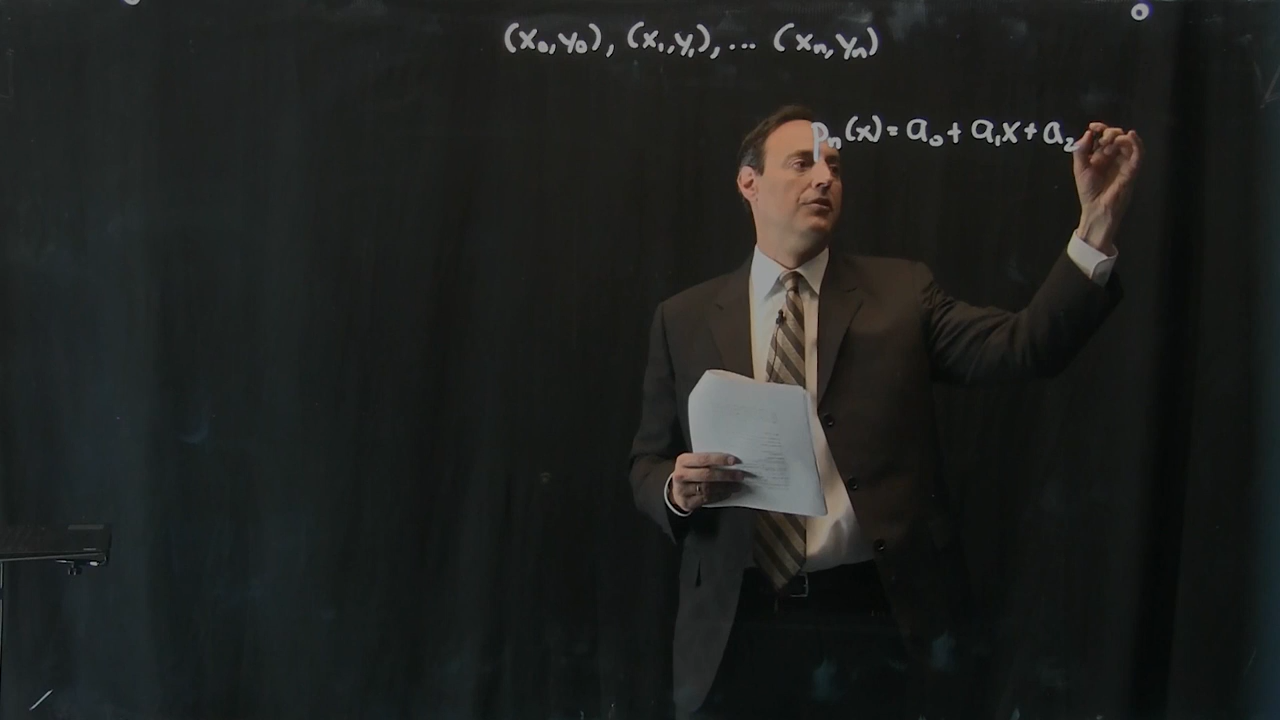 (x₀,y₀), (x₁,y₁), ... (xₙ,yₙ)
pₙ(x) = a₀ + a₁x + a₂